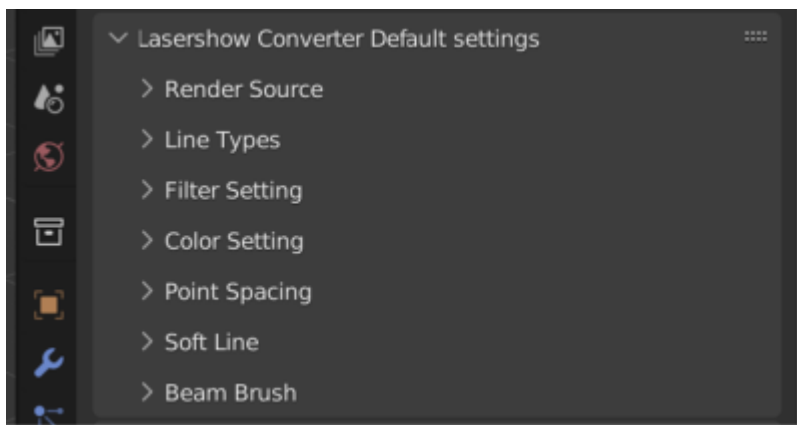 Lasershow Converter Default settings
Render Source
Line Types
Filter Setting
Color Setting
Point Spacing
Soft Line
Beam Brush